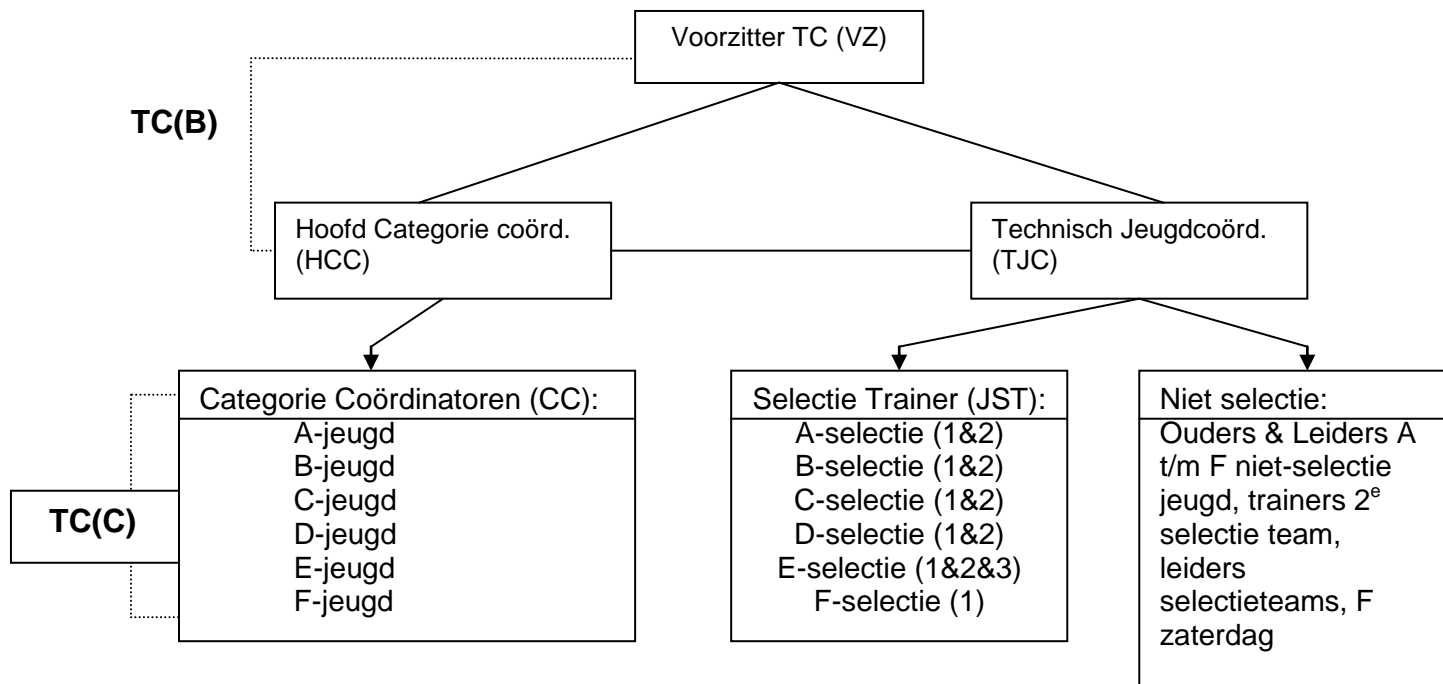 Voorzitter TC (VZ)
TC(B)
Hoofd Categorie coörd.
(HCC)
Technisch Jeugdcoörd.
(TJC)
Categorie Coördinatoren (CC):
A-jeugd
B-jeugd
C-jeugd
D-jeugd
E-jeugd
F-jeugd
TC(C)
Selectie Trainer (JST):
A-selectie (1&2)
B-selectie (1&2)
C-selectie (1&2)
D-selectie (1&2)
E-selectie (1&2&3)
F-selectie (1)
Niet selectie:
Ouders & Leiders A
t/m F niet-selectie
jeugd, trainers 2e
selectie team,
leiders
selectieteams, F
zaterdag